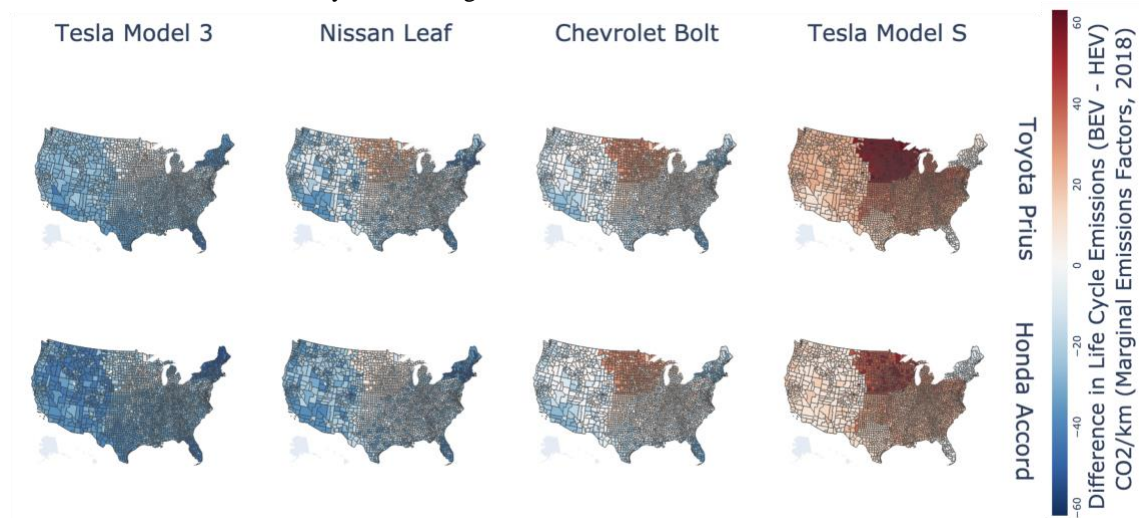 Tesla Model 3
Nissan Leaf
Chevrolet Bolt
Tesla Model S
Toyota Prius
Honda Accord
60
40
20
0
−20
−40
−60
Difference in Life Cycle Emissions (BEV - HEV)
CO2/km (Marginal Emissions Factors, 2018)